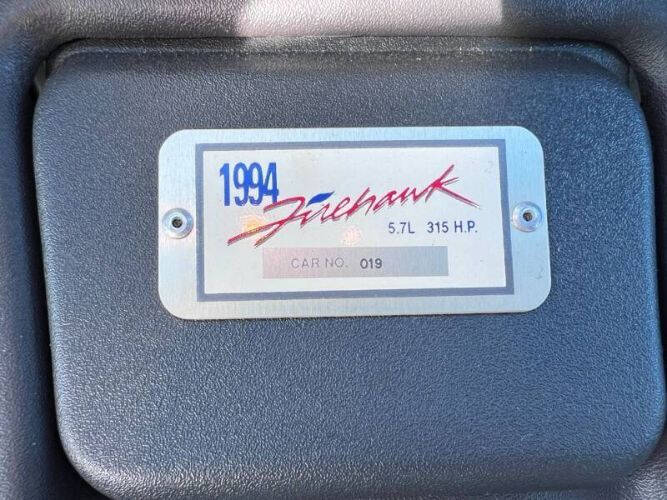 1994 Firehawk
5.7L 315 H.P.
CAR NO. 019